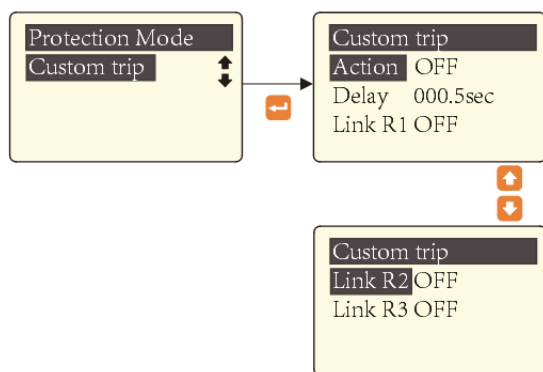 Protection Mode
Custom trip
Custom trip
Action OFF
Delay 000.5sec
Link R1 OFF
Custom trip
Link R2 OFF
Link R3 OFF